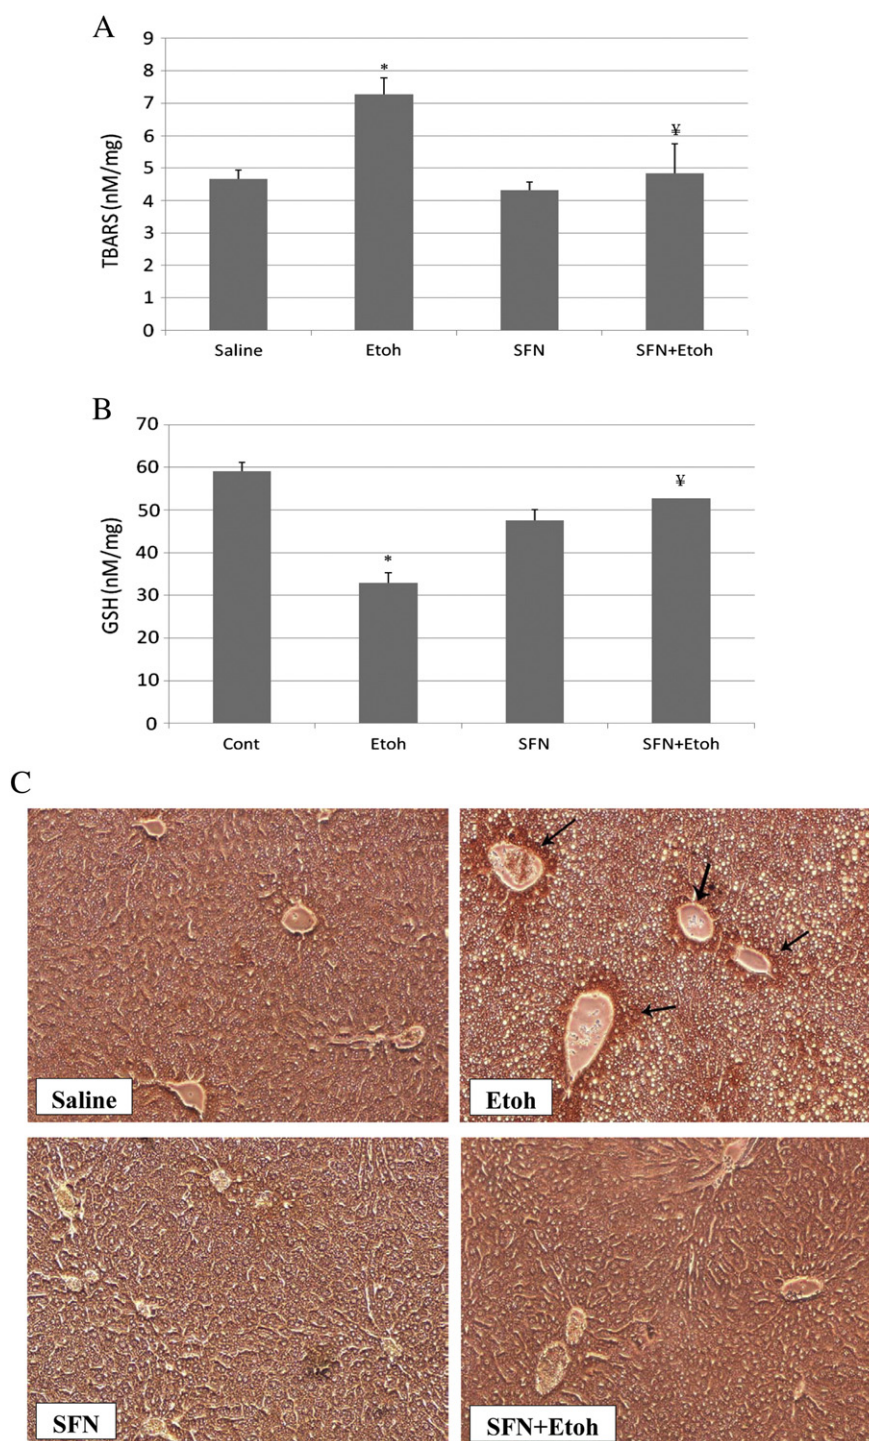 A
9
8
7
6
5
4
3
2
1
0
TBARS (nM/mg)
*
¥
Saline Etoh SFN SFN+Etoh
B
70
60
50
40
30
20
10
0
GSH (nM/mg)
*
¥
Cont Etoh SFN SFN+Etoh
C
Saline Etoh
SFN SFN+Etoh